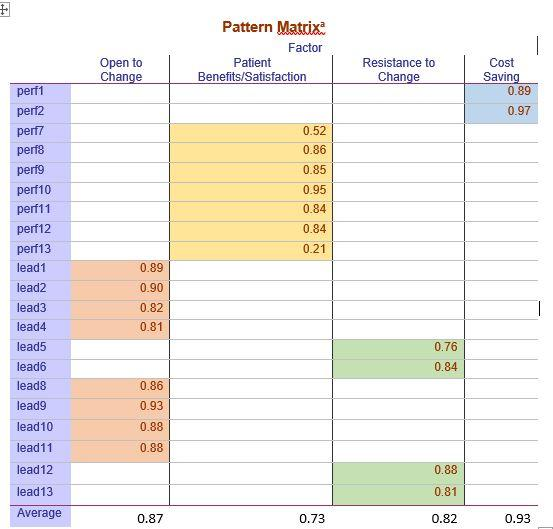 Pattern Matrixª
Factor
Open to Change Patient Benefits/Satisfaction Resistance to Change Cost Saving
perf1 0.89
perf2 0.97
perf7 0.52
perf8 0.86
perf9 0.85
perf10 0.95
perf11 0.84
perf12 0.84
perf13 0.21
lead1 0.89
lead2 0.90
lead3 0.82
lead4 0.81
lead5 0.76
lead6 0.84
lead8 0.86
lead9 0.93
lead10 0.88
lead11 0.88
lead12 0.88
lead13 0.81
Average 0.87 0.73 0.82 0.93